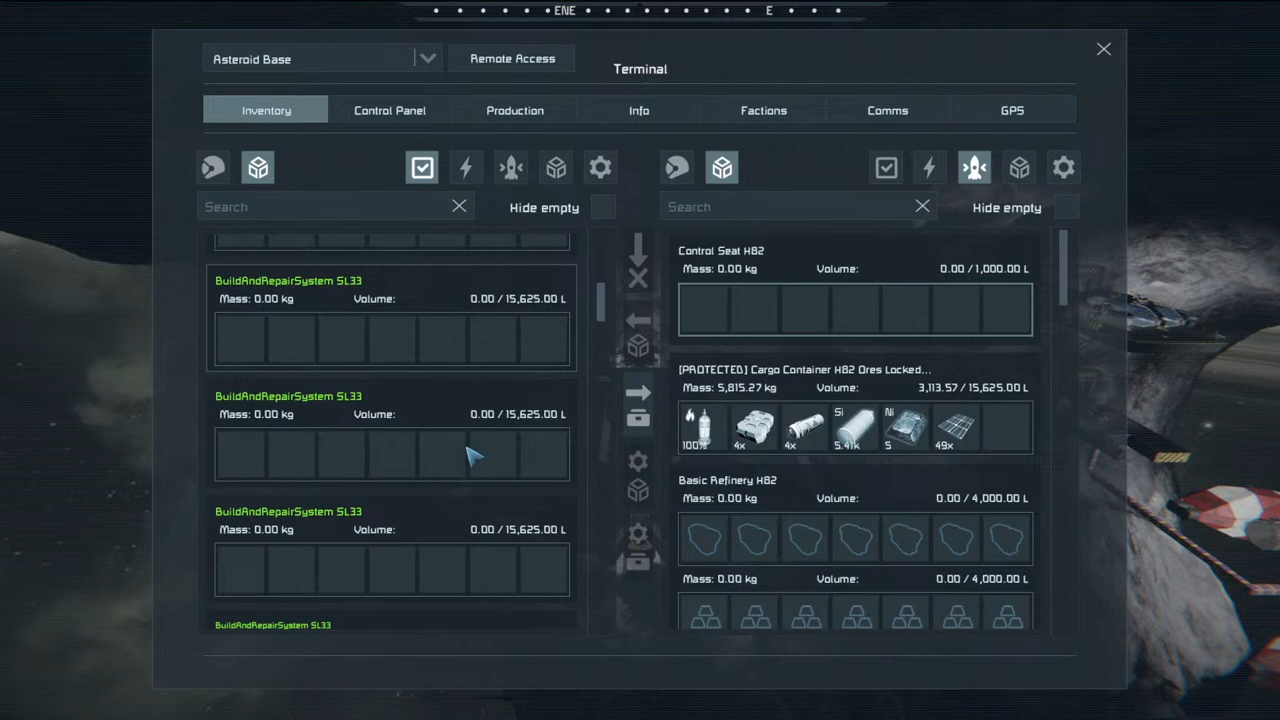 ENE E
Asteroid Base
Remote Access
Terminal
Inventory Control Panel Production Info Factions Comms GPS
Search
Hide empty
Search
Hide empty
BuildAndRepairSystem SL33
Mass: 0.00 kg Volume: 0.00 / 15,625.00 L
BuildAndRepairSystem SL33
Mass: 0.00 kg Volume: 0.00 / 15,625.00 L
BuildAndRepairSystem SL33
Mass: 0.00 kg Volume: 0.00 / 15,625.00 L
BuildAndRepairSystem SL33
Control Seat H82
Mass: 0.00 kg Volume: 0.00 / 1,000.00 L
[PROTECTED] Cargo Container H82 Ores Locked...
Mass: 5,815.27 kg Volume: 3,113.57 / 15,625.00 L
Si Ni
100% 4x 4x 5.41k 5 49x
Basic Refinery H82
Mass: 0.00 kg Volume: 0.00 / 4,000.00 L
Mass: 0.00 kg Volume: 0.00 / 4,000.00 L